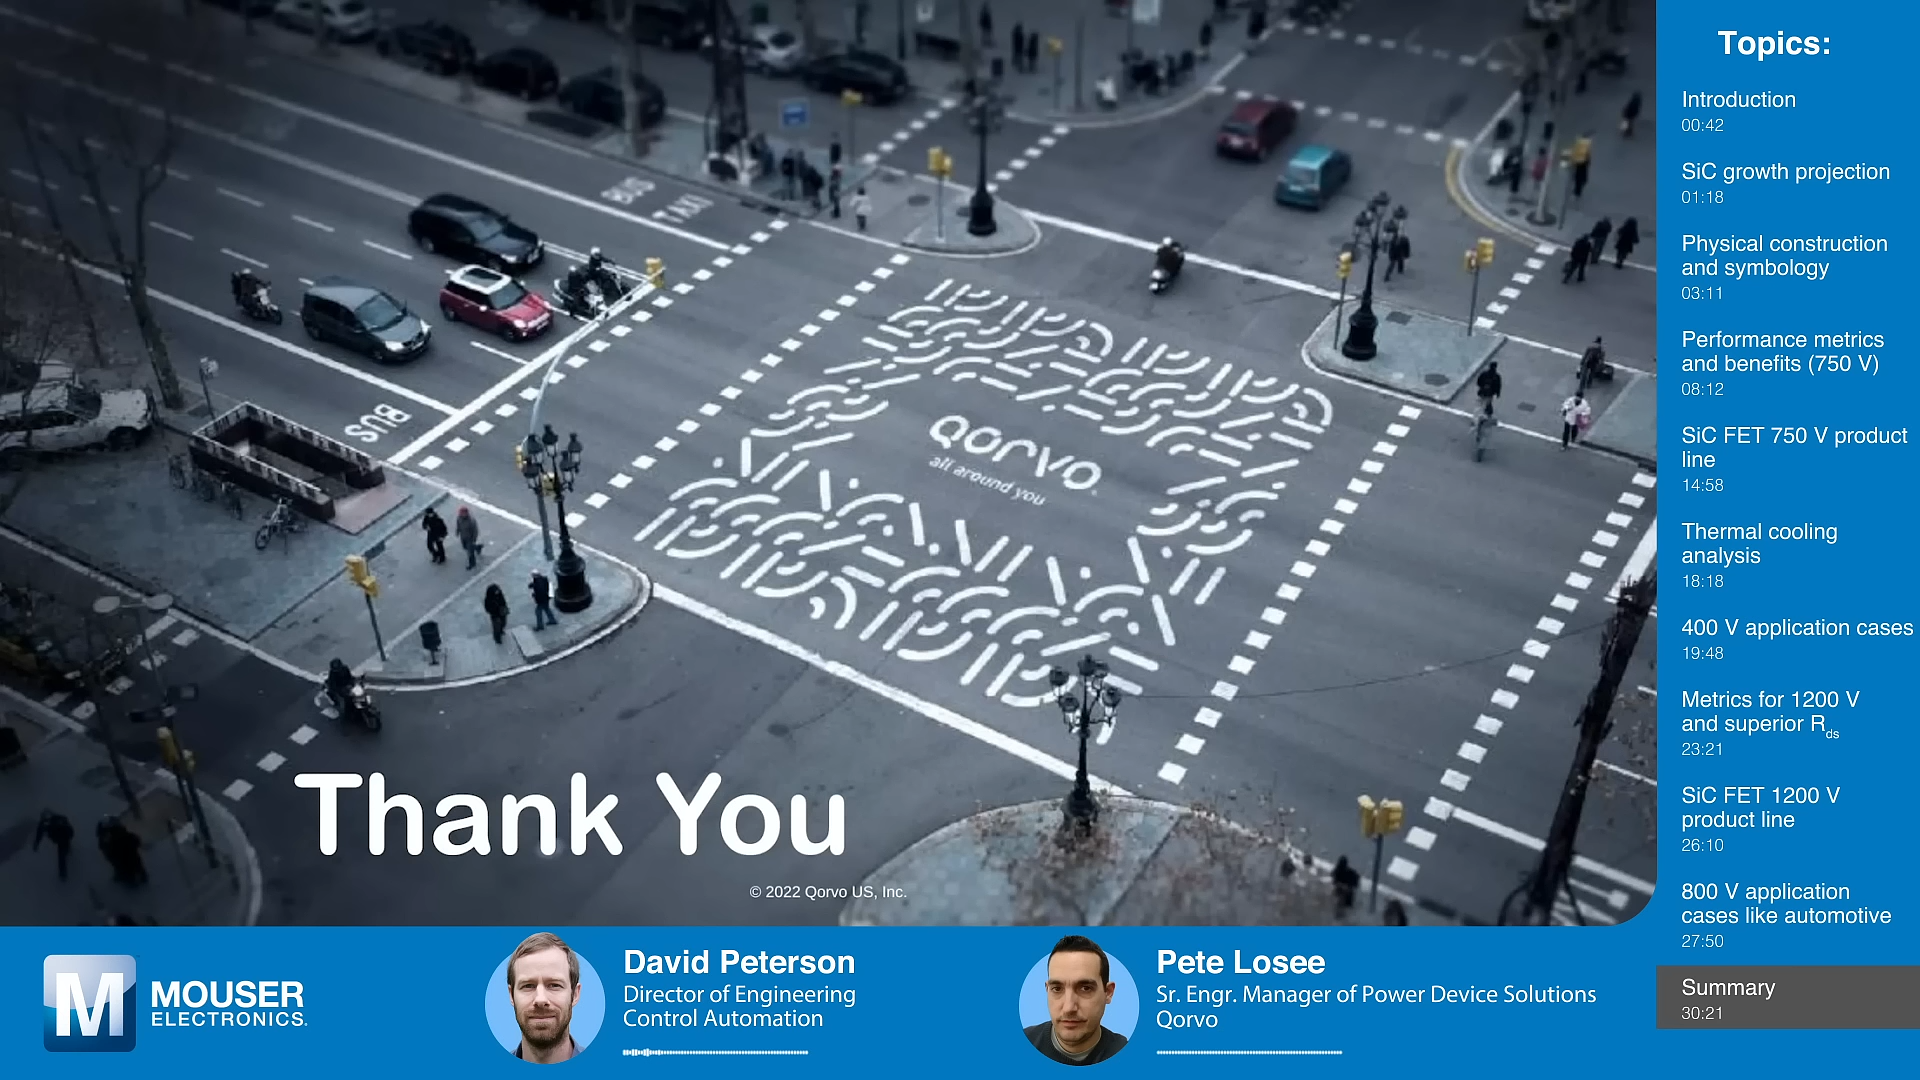 BUS
TAXI
BUS
QORVO
all around you
Thank You
© 2022 Qorvo US, Inc.
M MOUSER
ELECTRONICS.
David Peterson
Director of Engineering
Control Automation
Pete Losee
Sr. Engr. Manager of Power Device Solutions
Qorvo
Topics:
Introduction
00:42
SiC growth projection
01:18
Physical construction
and symbology
03:11
Performance metrics
and benefits (750 V)
08:12
SiC FET 750 V product
line
14:58
Thermal cooling
analysis
18:18
400 V application cases
19:48
Metrics for 1200 V
and superior Rds
23:21
SiC FET 1200 V
product line
26:10
800 V application
cases like automotive
27:50
Summary
30:21